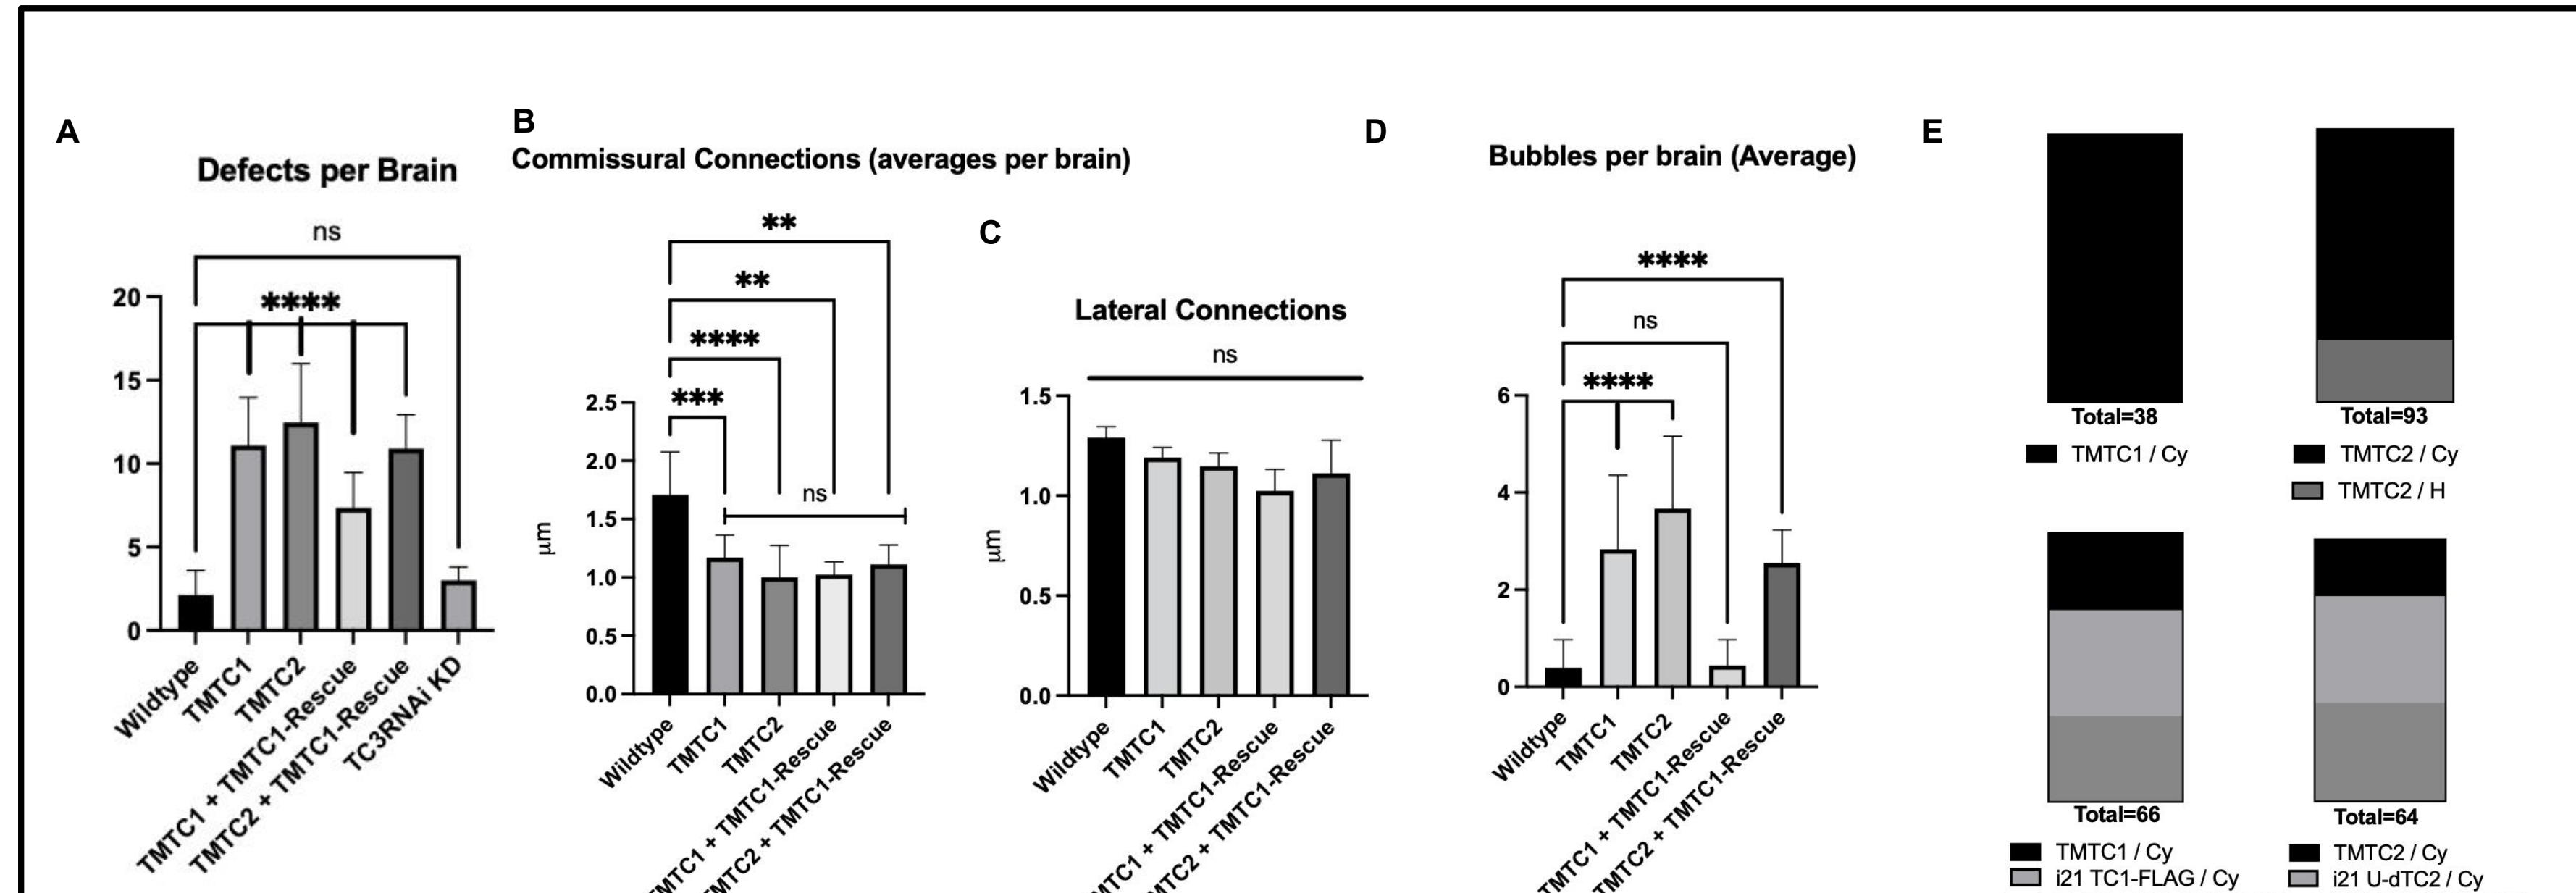 A
Defects per Brain
ns
****
20
15
10
5
0
Wildtype
TMTC1
TMTC2
TMTC1 + TMTC1-Rescue
TMTC2 + TMTC1-Rescue
TC3RNAi KD
B
Commissural Connections (averages per brain)
**
**
****
***
ns
2.5
2.0
1.5
1.0
0.5
0.0
µm
Wildtype
TMTC1
TMTC2
TMTC1 + TMTC1-Rescue
TMTC2 + TMTC1-Rescue
C
Lateral Connections
ns
1.5
1.0
0.5
0.0
µm
Wildtype
TMTC1
TMTC2
TMTC1 + TMTC1-Rescue
TMTC2 + TMTC1-Rescue
D
Bubbles per brain (Average)
****
ns
****
6
4
2
0
Wildtype
TMTC1
TMTC2
TMTC1 + TMTC1-Rescue
TMTC2 + TMTC1-Rescue
E
Total=38
TMTC1 / Cy
Total=93
TMTC2 / Cy
TMTC2 / H
Total=66
TMTC1 / Cy
i21 TC1-FLAG / Cy
Total=64
TMTC2 / Cy
i21 U-dTC2 / Cy